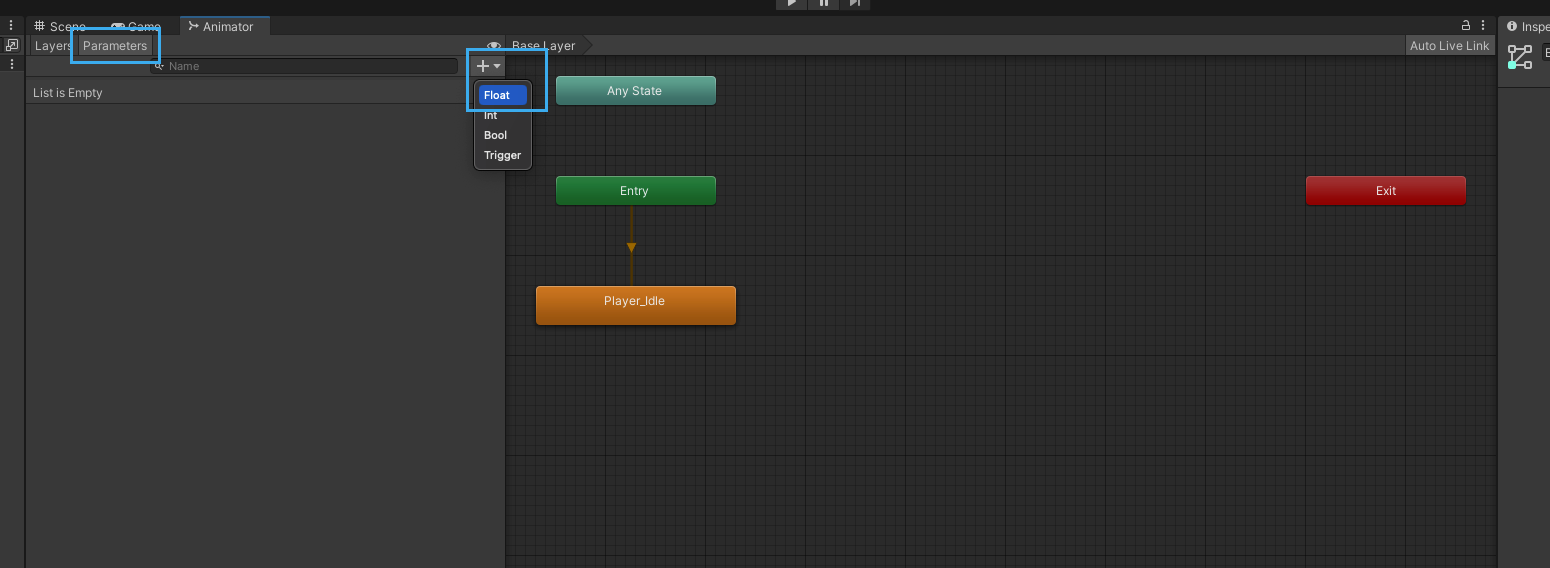 Scene Game Animator
Inspe
Layers Parameters
Base Layer
Auto Live Link
Name
List is Empty
Float
Int
Bool
Trigger
Any State
Entry
Exit
Player_Idle